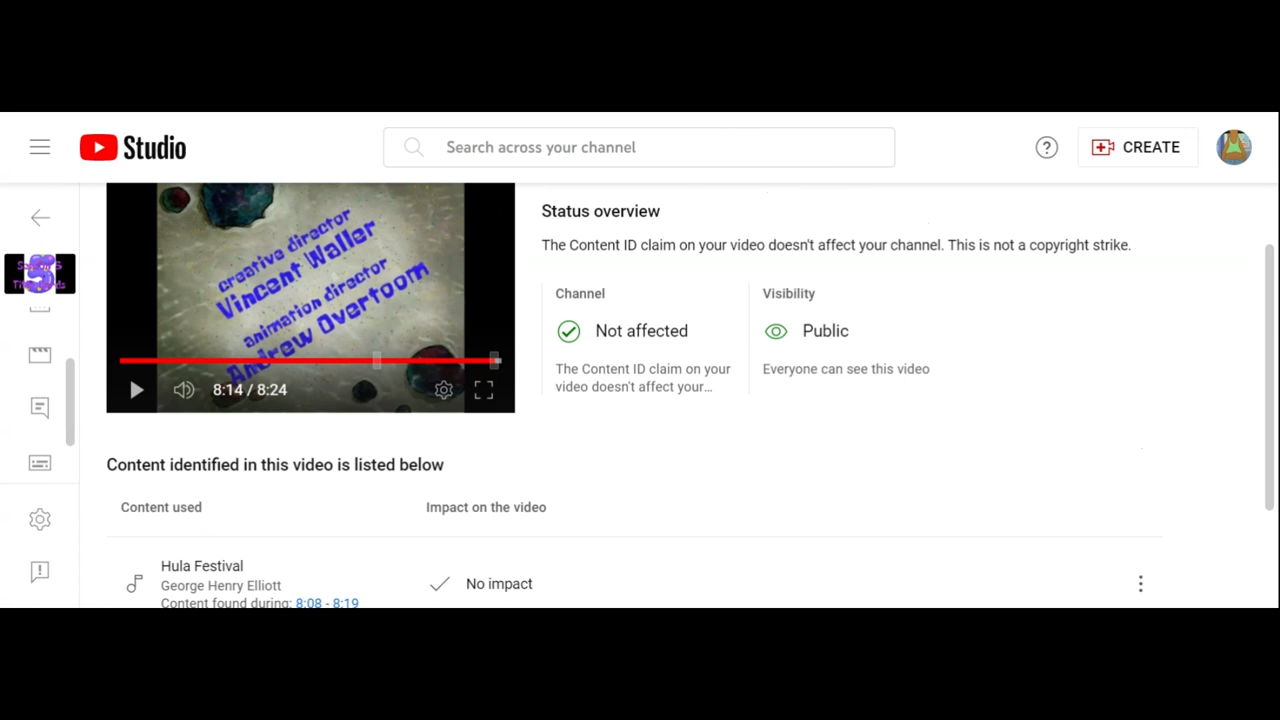 Studio
Search across your channel
CREATE
creative director
Vincent Waller
animation director
Andrew Overtoom
8:14 / 8:24
Status overview
The Content ID claim on your video doesn't affect your channel. This is not a copyright strike.
Channel
Not affected
The Content ID claim on your
video doesn't affect your...
Visibility
Public
Everyone can see this video
5
Content identified in this video is listed below
Content used
Impact on the video
Hula Festival
George Henry Elliott
Content found during: 8:08 - 8:19
No impact